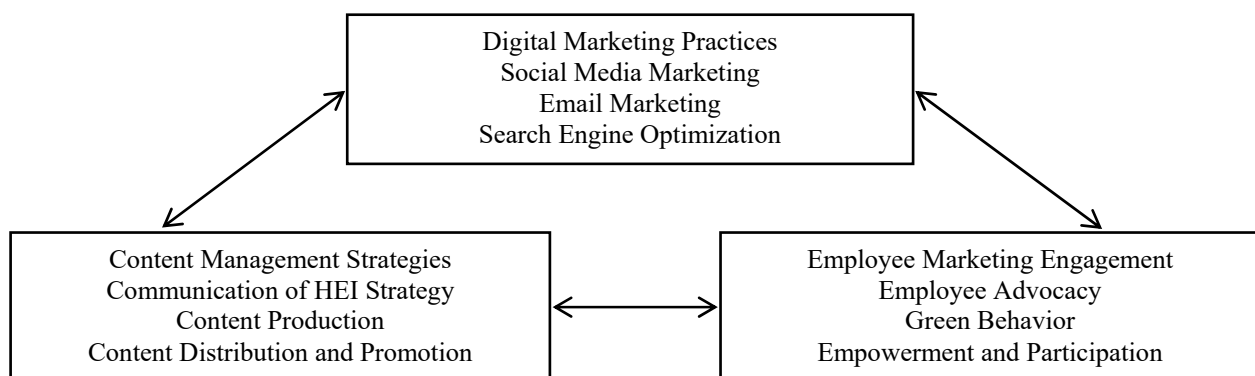 Digital Marketing Practices
Social Media Marketing
Email Marketing
Search Engine Optimization
Content Management Strategies
Communication of HEI Strategy
Content Production
Content Distribution and Promotion
Employee Marketing Engagement
Employee Advocacy
Green Behavior
Empowerment and Participation